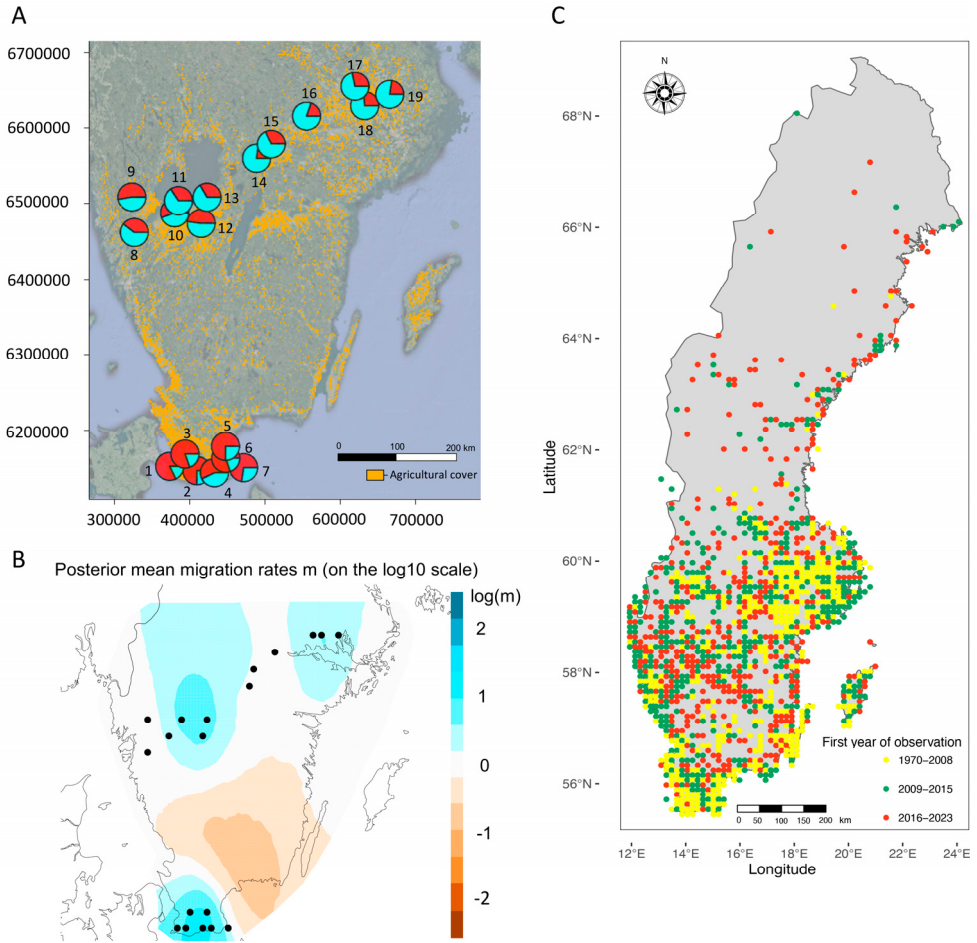 A
6700000
6600000
6500000
6400000
6300000
6200000
300000 400000 500000 600000 700000
17
16
19
15
18
14
9
11
13
10
12
8
5
3
6
1
7
2
4
0 100 200 km
Agricultural cover
B
Posterior mean migration rates m (on the log10 scale)
log(m)
2
1
0
-1
-2
C
N
68°N
66°N
64°N
62°N
60°N
58°N
56°N
Latitude
First year of observation
1970–2008
2009–2015
2016–2023
0 50 100 150 200 km
12°E 14°E 16°E 18°E 20°E 22°E 24°E
Longitude